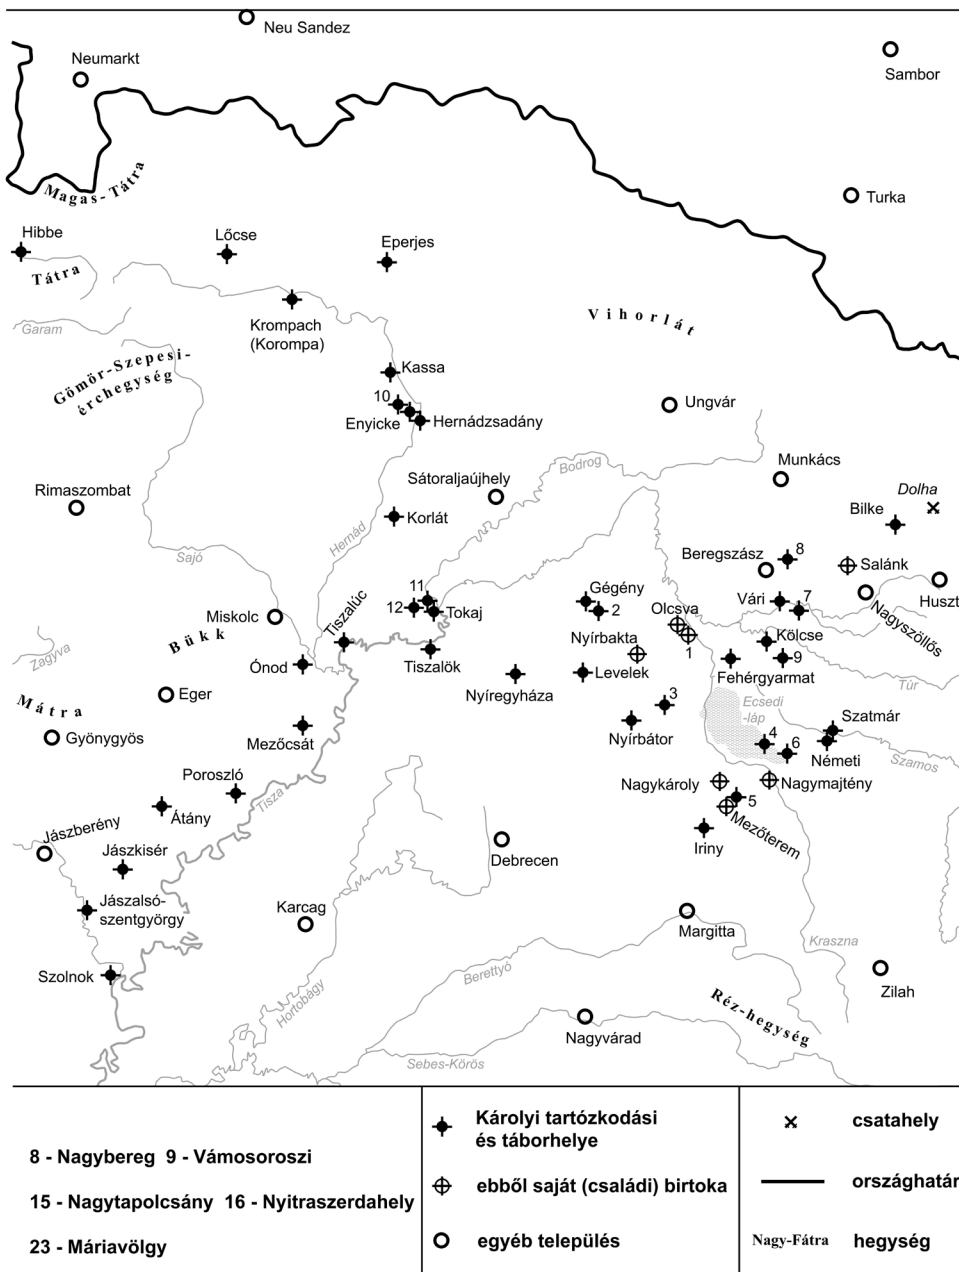 Neu Sandez
Neumarkt
Sambor
Magas-Tátra
Turka
Hibbe
Lőcse
Eperjes
Tátra
Vihorlát
Garam
Krompach
(Korompa)
Gömör-Szepesi-
érchegység
Kassa
10
Enyicke
Hernádzsadány
Ungvár
Bodrog
Munkács
Sátoraljaújhely
Rimaszombat
Dolha
Bilke
Korlát
Hernád
Sajó
8
Beregszász
Salánk
Huszt
11
12
Tokaj
Gégény
2
Vári
7
Nagyszöllős
Miskolc
Tiszalúc
Olcsva
1
Kölcse
Bükk
Zagyva
Nyírbakta
9
Ónod
Tiszalök
Levelek
Fehérgyarmat
Túr
Nyíregyháza
Eger
Mátra
3
Ecsedi
-láp
Szatmár
Gyöngyös
Mezőcsát
Nyírbátor
4
6
Németi
Szamos
Poroszló
Nagykároly
Nagymajtény
Tisza
5
Átány
Mezőterem
Jászberény
Iriny
Jászkisér
Debrecen
Jászalsó-
szentgyörgy
Karcag
Margitta
Kraszna
Szolnok
Berettyó
Zilah
Hortobágy
Réz-hegység
Nagyvárad
Sebes-Körös
8 - Nagybereg 9 - Vámosoroszi
15 - Nagytapolcsány 16 - Nyitraszerdahely
23 - Máriavölgy
Károlyi tartózkodási
és táborhelye
ebből saját (családi) birtoka
egyéb település
csatahely
országhatár
Nagy-Fátra hegység